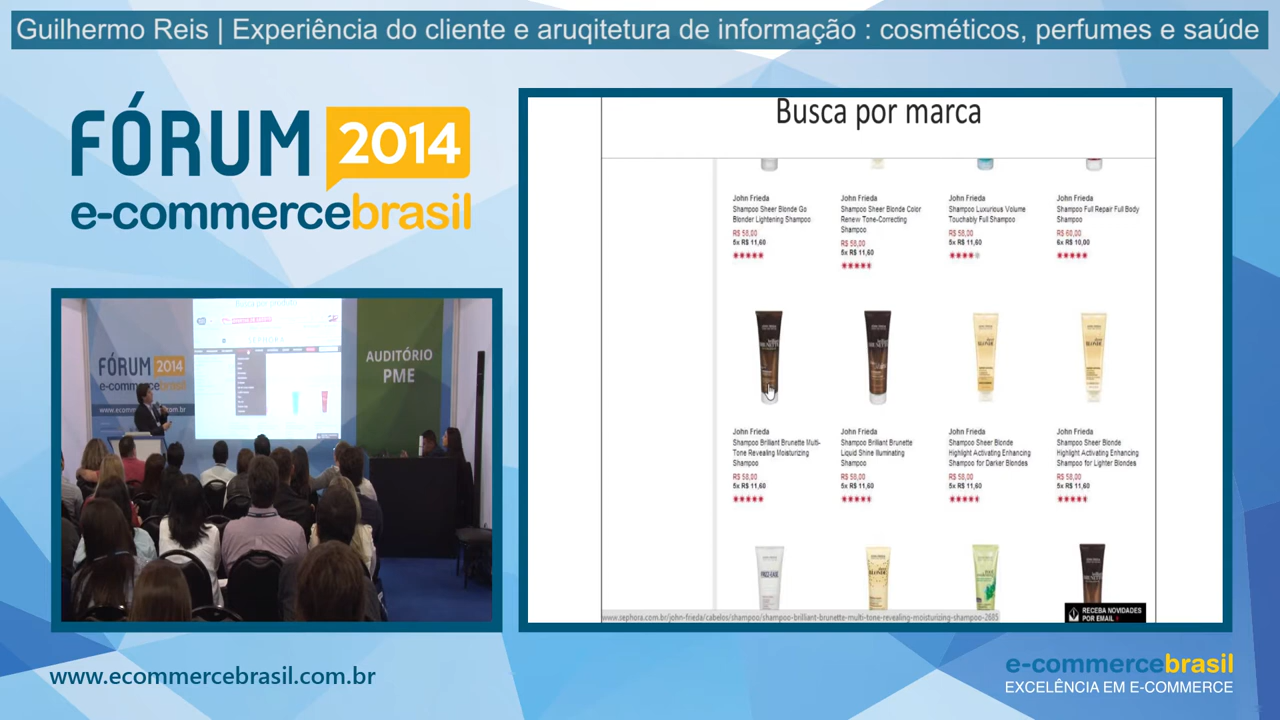 Guilhermo Reis | Experiência do cliente e aruqitetura de informação : cosméticos, perfumes e saúde
FÓRUM 2014
e-commercebrasil
Busca por marca
John Frieda
Shampoo Sheer Blonde Go
Blonder Lightening Shampoo
R$ 58,00
5x R$ 11,60
John Frieda
Shampoo Sheer Blonde Color
Renew Tone-Correcting
Shampoo
R$ 58,00
5x R$ 11,60
John Frieda
Shampoo Luxurious Volume
Touchably Full Shampoo
R$ 58,00
5x R$ 11,60
John Frieda
Shampoo Full Repair Full Body
Shampoo
R$ 60,00
6x R$ 10,00
John Frieda
Shampoo Brilliant Brunette Multi-
Tone Revealing Moisturizing
Shampoo
R$ 58,00
5x R$ 11,60
John Frieda
Shampoo Brilliant Brunette
Liquid Shine Illuminating
Shampoo
R$ 58,00
5x R$ 11,60
John Frieda
Shampoo Sheer Blonde
Highlight Activating Enhancing
Shampoo for Darker Blondes
R$ 58,00
5x R$ 11,60
John Frieda
Shampoo Sheer Blonde
Highlight Activating Enhancing
Shampoo for Lighter Blondes
R$ 58,00
5x R$ 11,60
RECEBA NOVIDADES
POR EMAIL
www.sephora.com.br/john-frieda/cabelos/shampoo/shampoo-brilliant-brunette-multi-tone-revealing-moisturizing-shampoo-2685
FÓRUM 2014
e-commercebrasil
SEPHORA
AUDITÓRIO
PME
www.ecommercebrasil.com.br
e-commercebrasil
EXCELÊNCIA EM E-COMMERCE